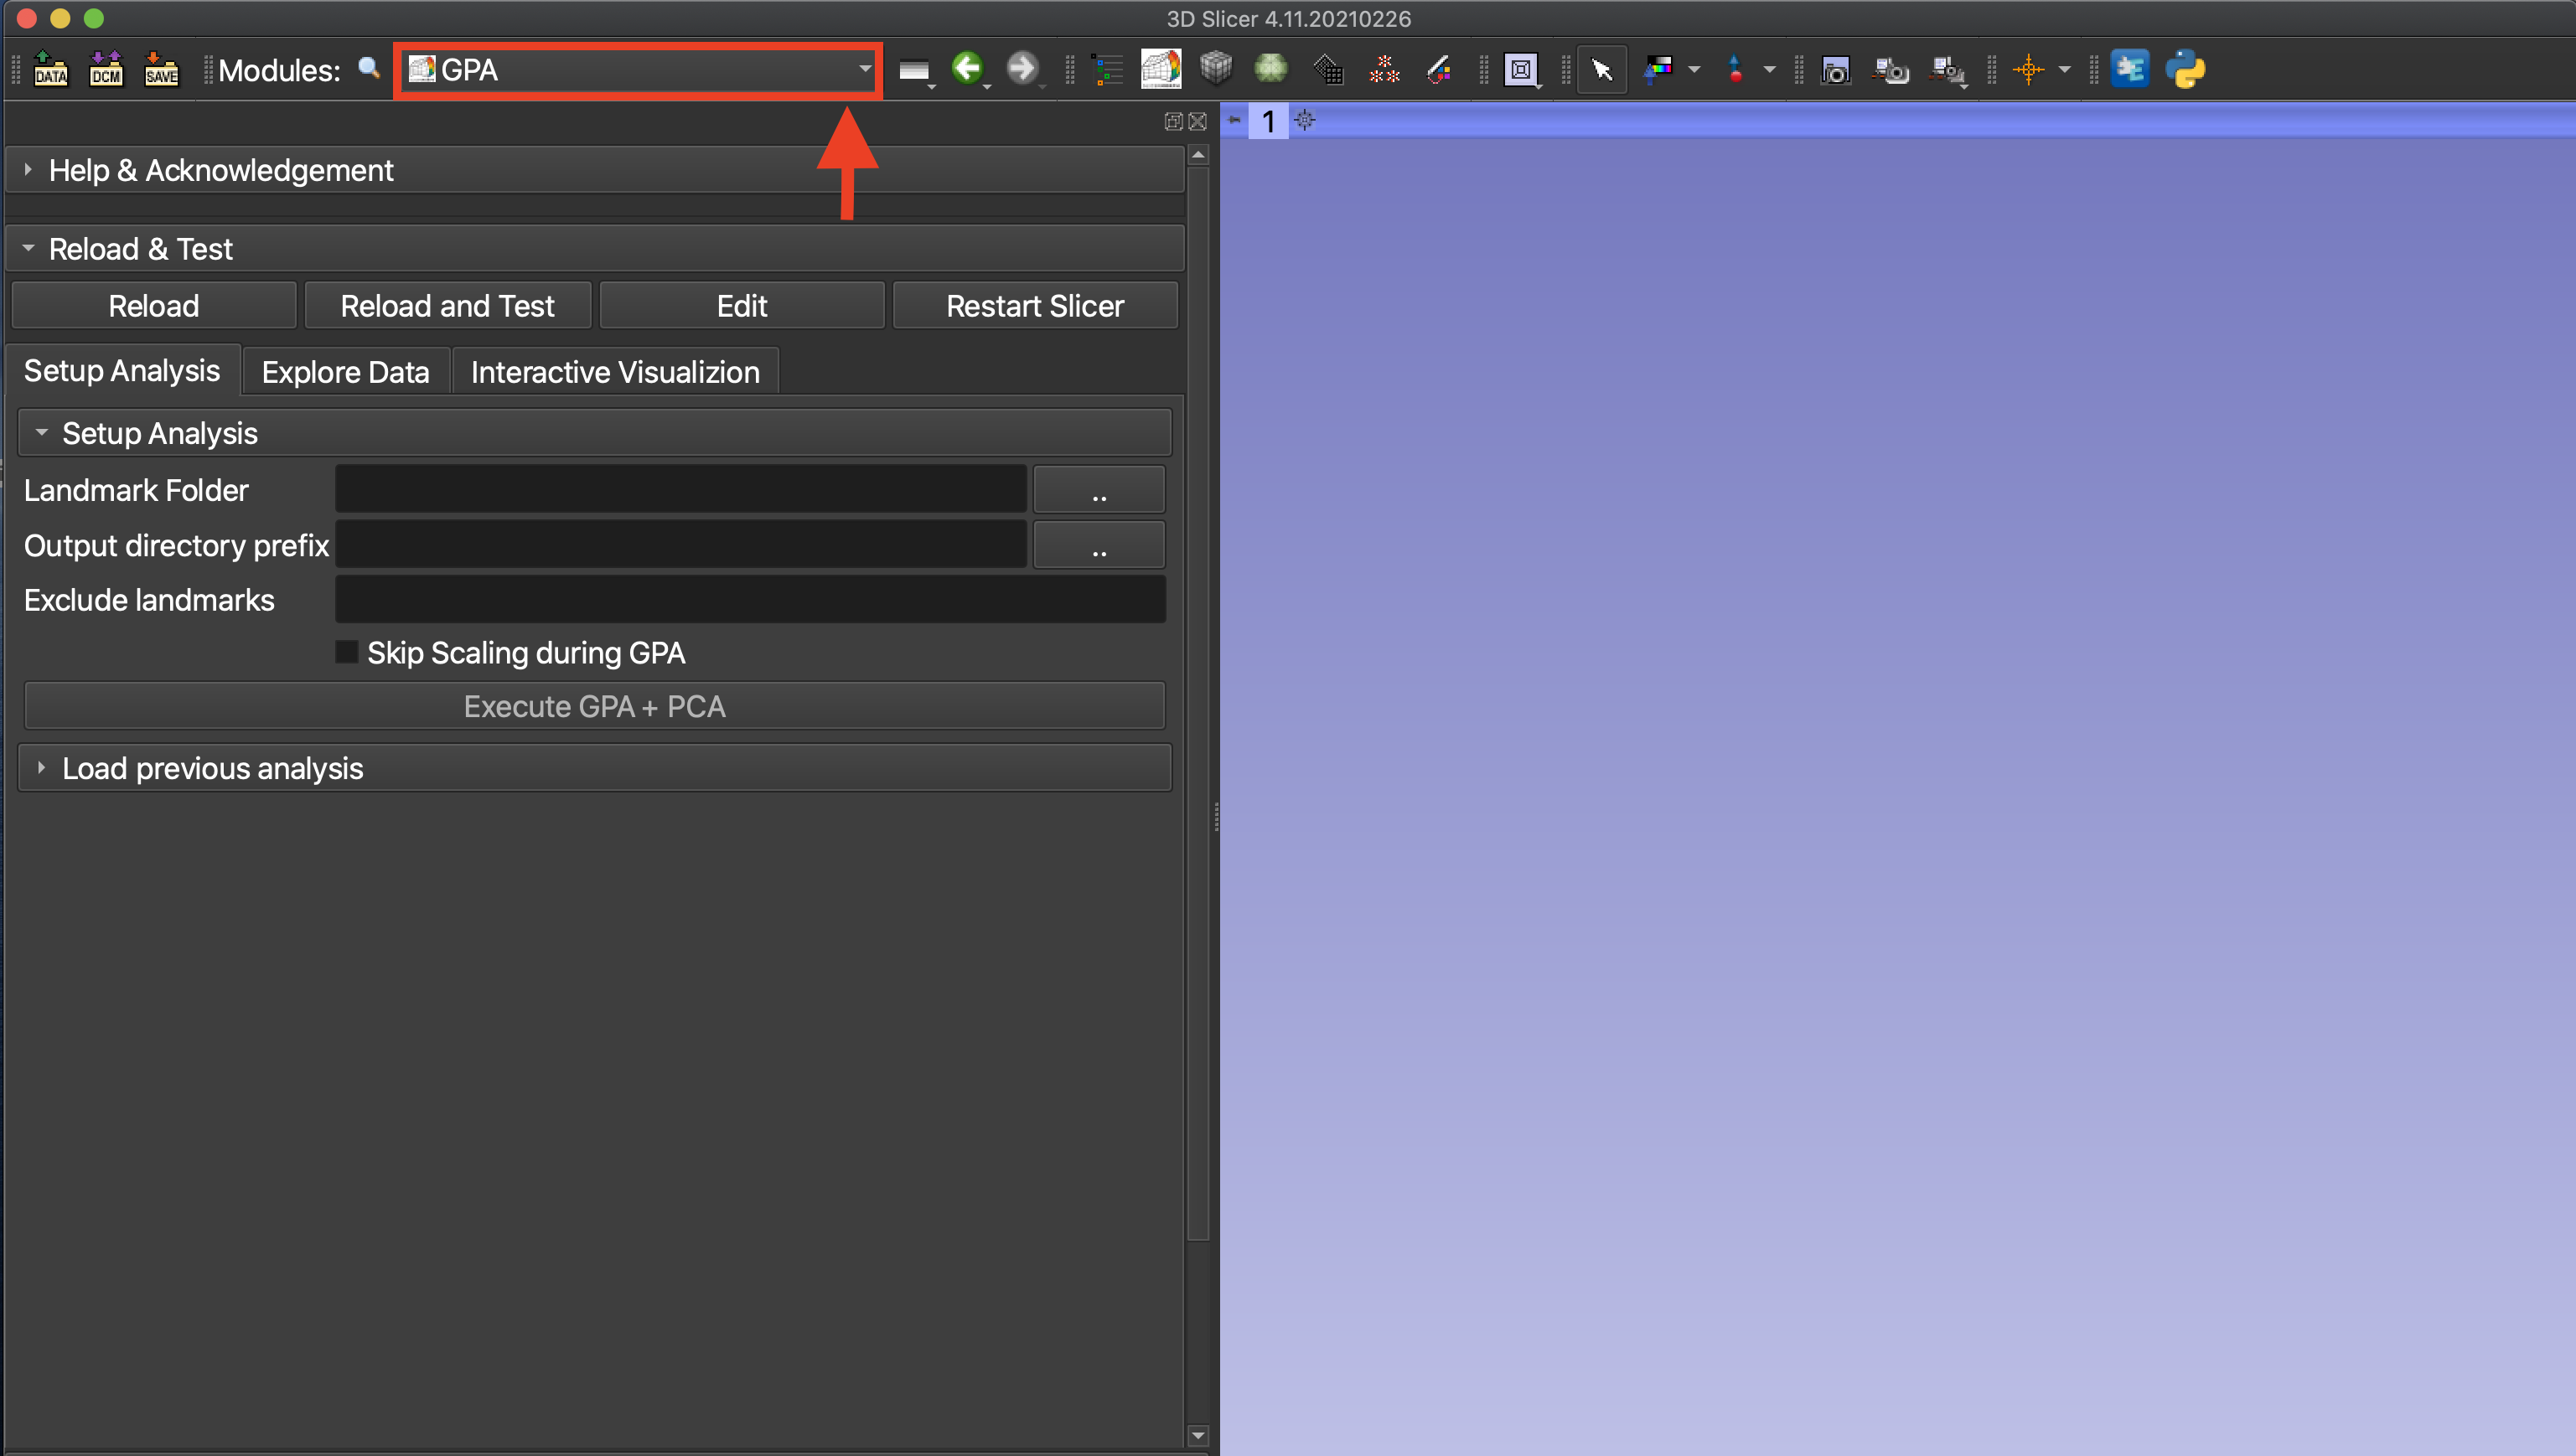 3D Slicer 4.11.20210226
DATA DCM SAVE Modules: GPA
1
Help & Acknowledgement
Reload & Test
Reload Reload and Test Edit Restart Slicer
Setup Analysis Explore Data Interactive Visualizion
Setup Analysis
Landmark Folder ..
Output directory prefix ..
Exclude landmarks
Skip Scaling during GPA
Execute GPA + PCA
Load previous analysis